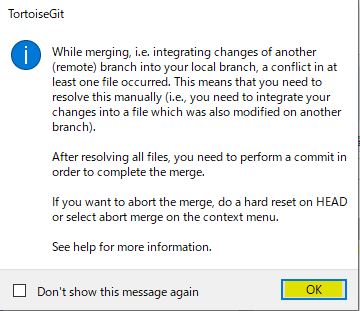 TortoiseGit
While merging, i.e. integrating changes of another
(remote) branch into your local branch, a conflict in at
least one file occurred. This means that you need to
resolve this manually (i.e., you need to integrate your
changes into a file which was also modified on another
branch).
After resolving all files, you need to perform a commit in
order to complete the merge.
If you want to abort the merge, do a hard reset on HEAD
or select abort merge on the context menu.
See help for more information.
Don't show this message again
OK